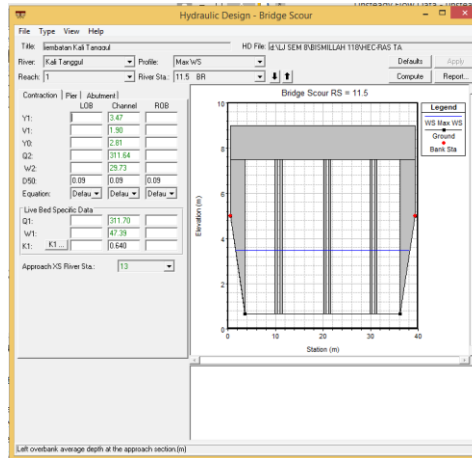 Hydraulic Design - Bridge Scour
File Type View Help
Title: Jembatan Kali Tanggul HD File: d:\LJ SEM 8\BISMILLAH 118\HEC-RAS TA
River: Kali Tanggul Profile: Max WS Defaults Apply
Reach: 1 River Sta.: 11.5 BR Compute Report...
Contraction Pier Abutment
LOB Channel ROB
Y1: 3.47
V1: 1.90
Y0: 2.81
Q2: 311.64
W2: 29.73
D50: 0.09 0.09 0.09
Equation: Defau Defau Defau
Live Bed Specific Data
Q1: 311.70
W1: 47.39
K1: K1 ... 0.640
Approach XS River Sta.: 13
Bridge Scour RS = 11.5
Legend
WS Max WS
Ground
Bank Sta
Elevation (m)
10
8
6
4
2
0
0 10 20 30 40
Station (m)
Left overbank average depth at the approach section.(m)